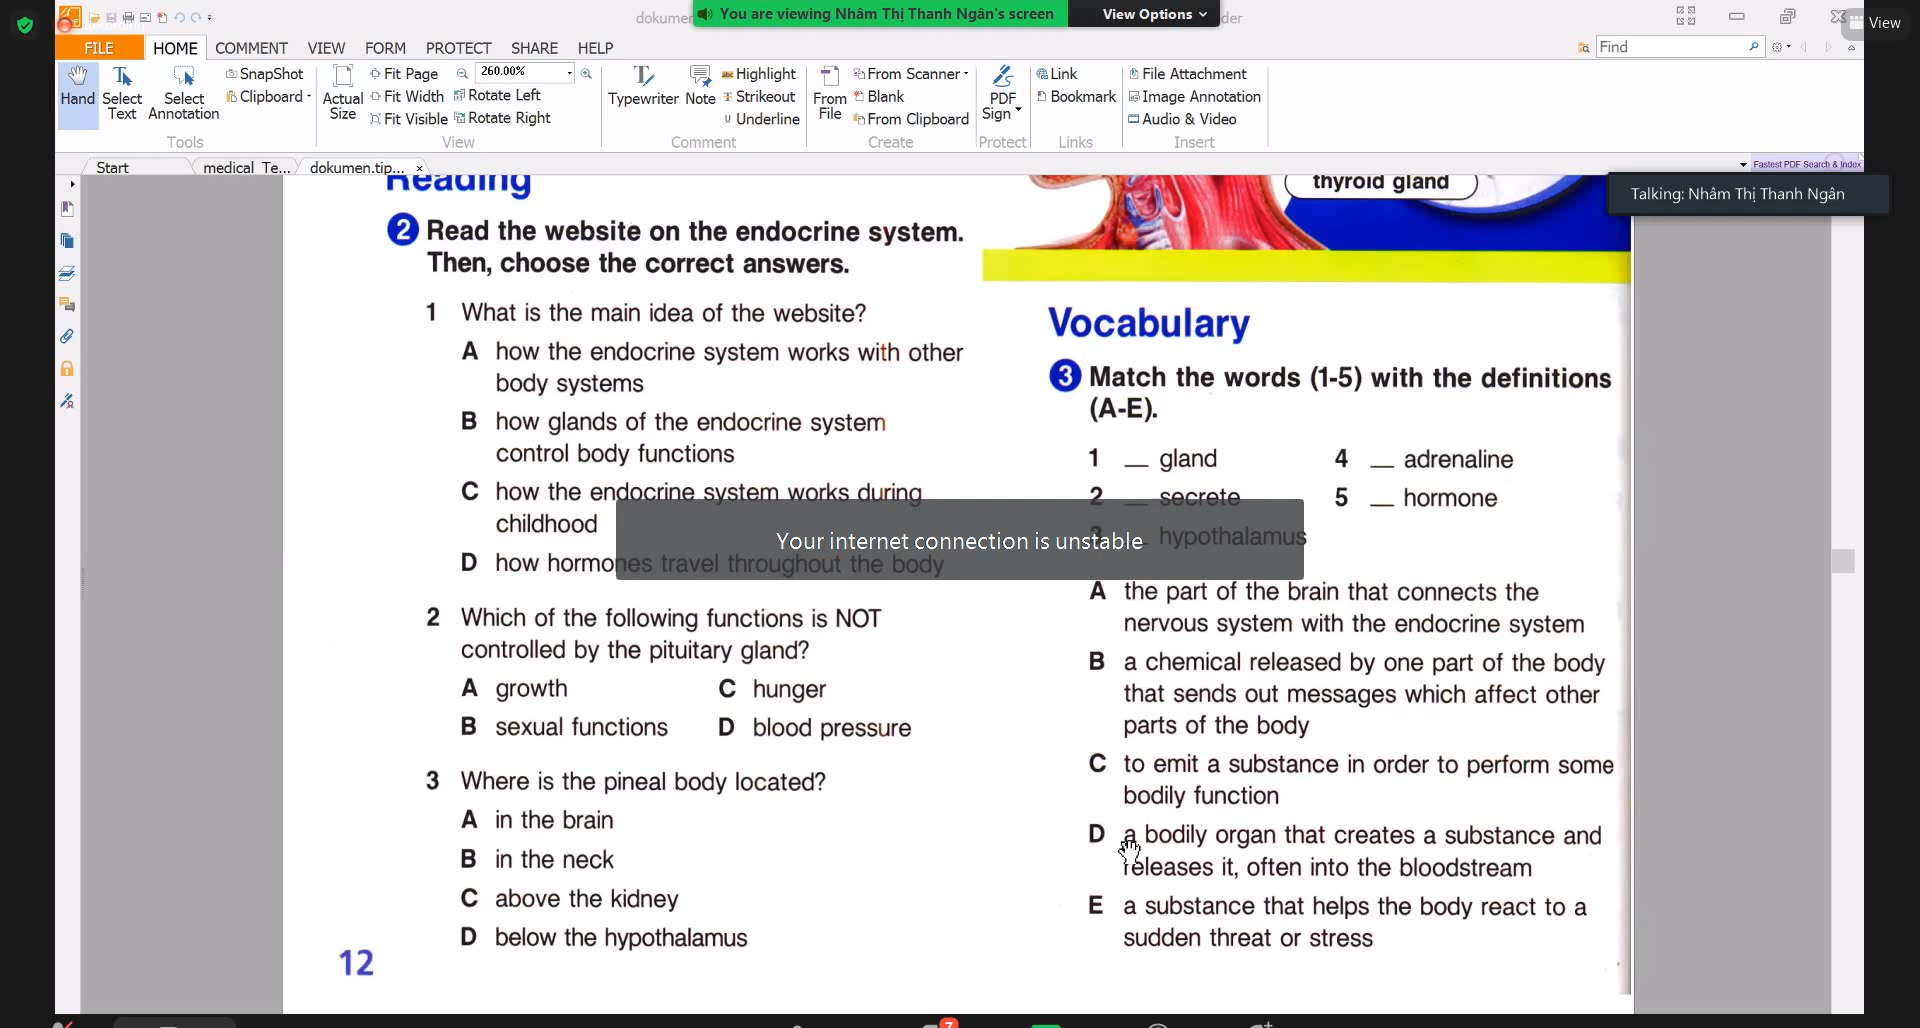 You are viewing Nhâm Thị Thanh Ngân's screen
View Options
View
FILE HOME COMMENT VIEW FORM PROTECT SHARE HELP
Find
Hand
Select Text
Select Annotation
SnapShot
Clipboard
Tools
Actual Size
Fit Page
Fit Width
Fit Visible
260.00%
Rotate Left
Rotate Right
View
Typewriter
Note
Highlight
Strikeout
Underline
Comment
From File
From Scanner
Blank
From Clipboard
Create
PDF Sign
Protect
Link
Bookmark
Links
File Attachment
Image Annotation
Audio & Video
Insert
Start
medical_Te...
dokumen.tip...
Fastest PDF Search & Index
Talking: Nhâm Thị Thanh Ngân
Reading
2 Read the website on the endocrine system.
Then, choose the correct answers.
1 What is the main idea of the website?
A how the endocrine system works with other
body systems
B how glands of the endocrine system
control body functions
C how the endocrine system works during
childhood
D how hormones travel throughout the body
2 Which of the following functions is NOT
controlled by the pituitary gland?
A growth C hunger
B sexual functions D blood pressure
3 Where is the pineal body located?
A in the brain
B in the neck
C above the kidney
D below the hypothalamus
12
thyroid gland
Vocabulary
3 Match the words (1-5) with the definitions
(A-E).
1 __ gland 4 __ adrenaline
2 __ secrete 5 __ hormone
3 __ hypothalamus
Your internet connection is unstable
A the part of the brain that connects the
nervous system with the endocrine system
B a chemical released by one part of the body
that sends out messages which affect other
parts of the body
C to emit a substance in order to perform some
bodily function
D a bodily organ that creates a substance and
releases it, often into the bloodstream
E a substance that helps the body react to a
sudden threat or stress
7